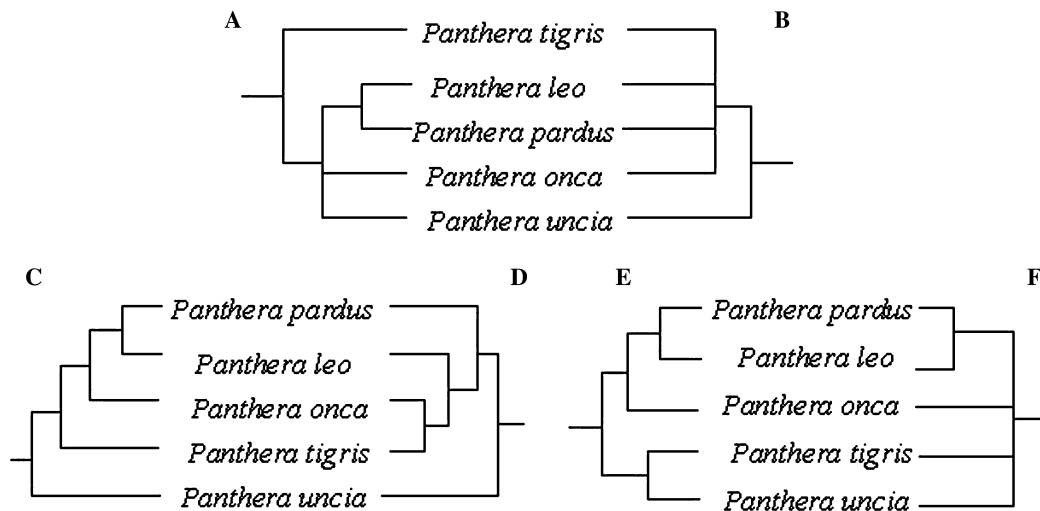 A
B
Panthera tigris
Panthera leo
Panthera pardus
Panthera onca
Panthera uncia
C
D
E
F
Panthera pardus
Panthera leo
Panthera onca
Panthera tigris
Panthera uncia
Panthera pardus
Panthera leo
Panthera onca
Panthera tigris
Panthera uncia